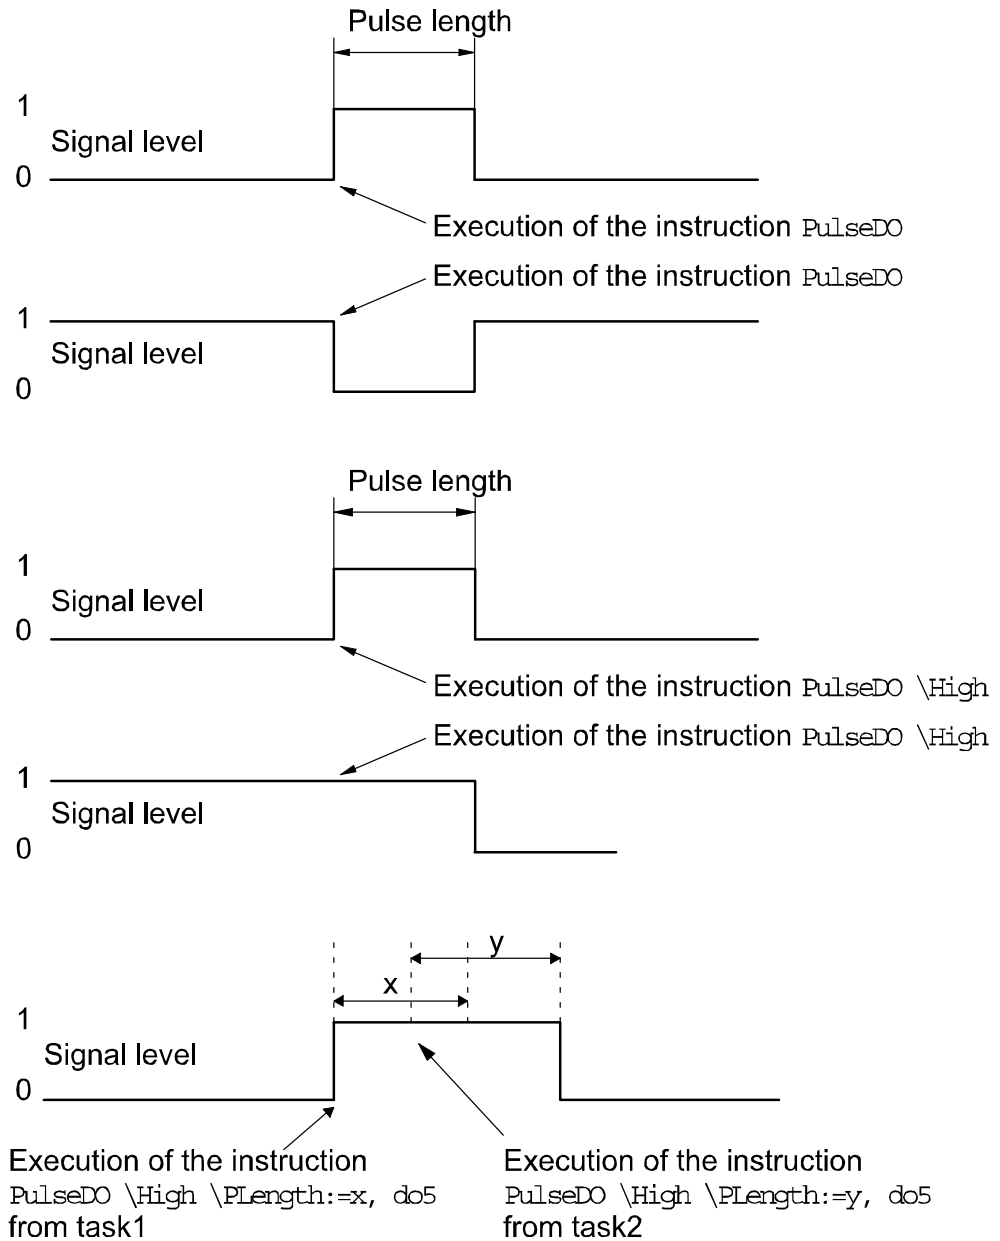 Pulse length
1
Signal level
0
Execution of the instruction PulseDO
Execution of the instruction PulseDO
1
Signal level
0
Pulse length
1
Signal level
0
Execution of the instruction PulseDO \High
Execution of the instruction PulseDO \High
1
Signal level
0
y
x
1
Signal level
0
Execution of the instruction
PulseDO \High \PLength:=x, do5
from task1
Execution of the instruction
PulseDO \High \PLength:=y, do5
from task2